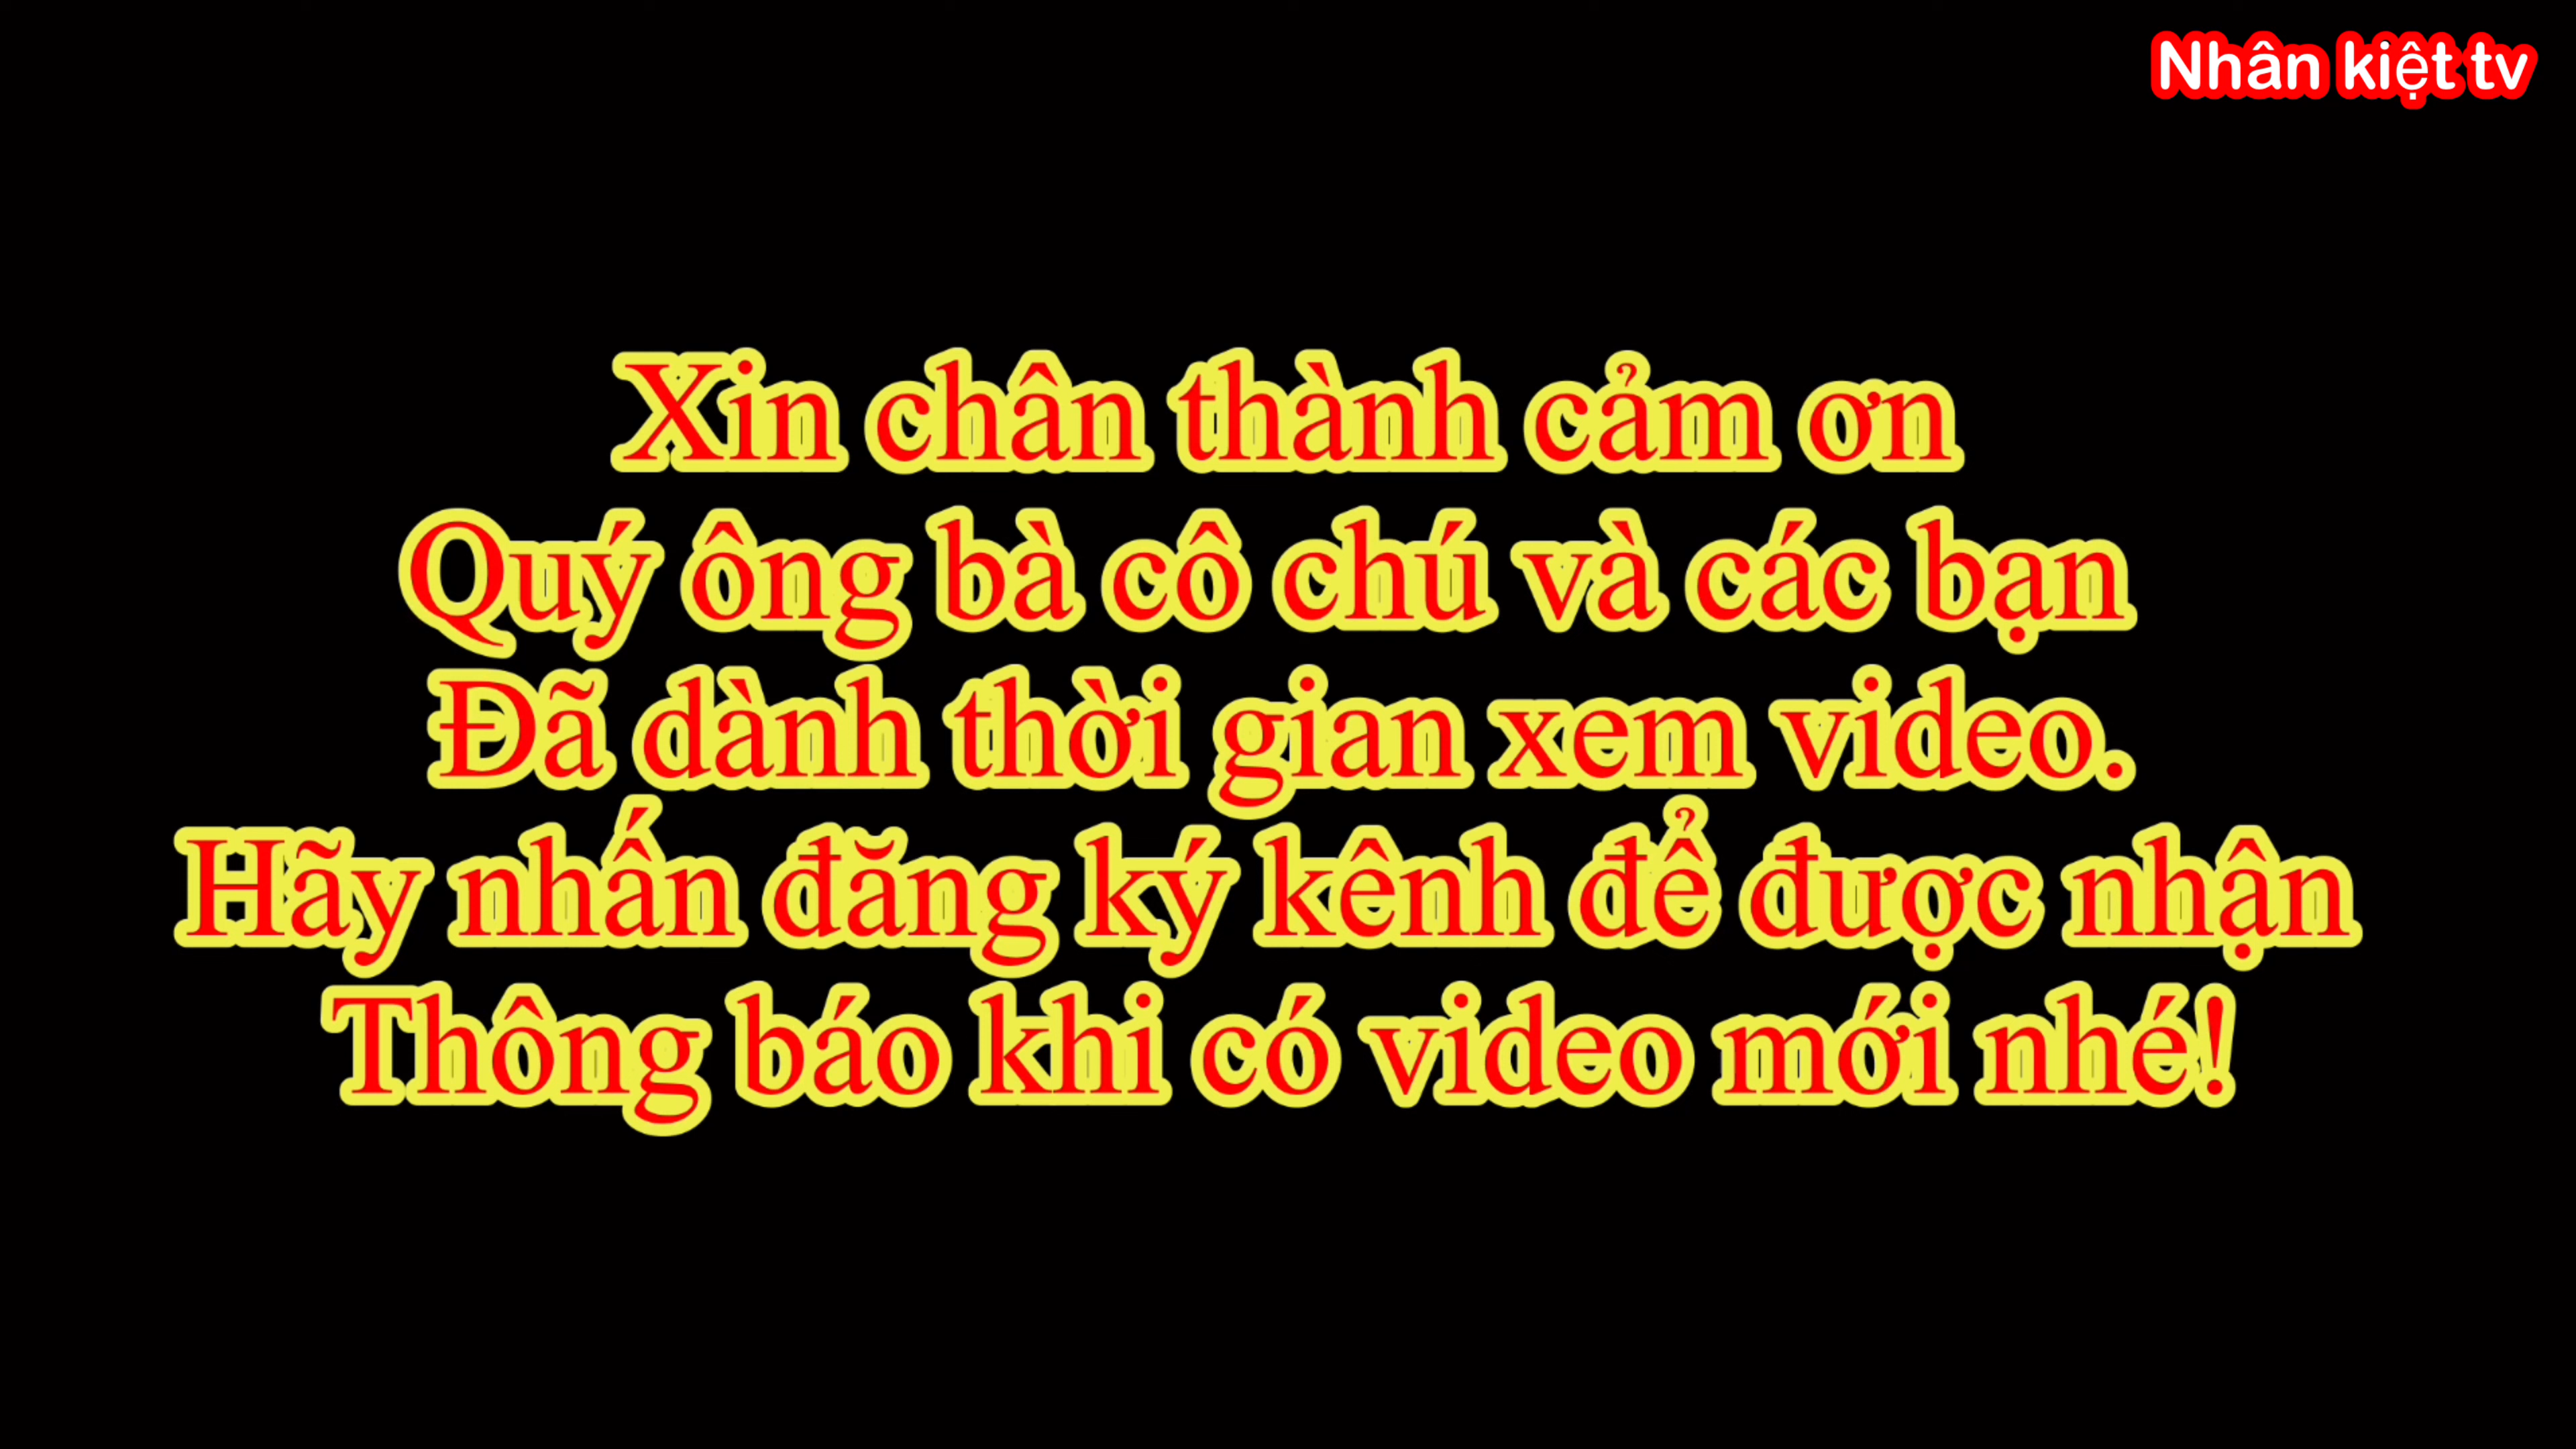 Nhân kiệt tv
Xin chân thành cảm ơn
Quý ông bà cô chú và các bạn
Đã dành thời gian xem video.
Hãy nhấn đăng ký kênh để được nhận
Thông báo khi có video mới nhé!